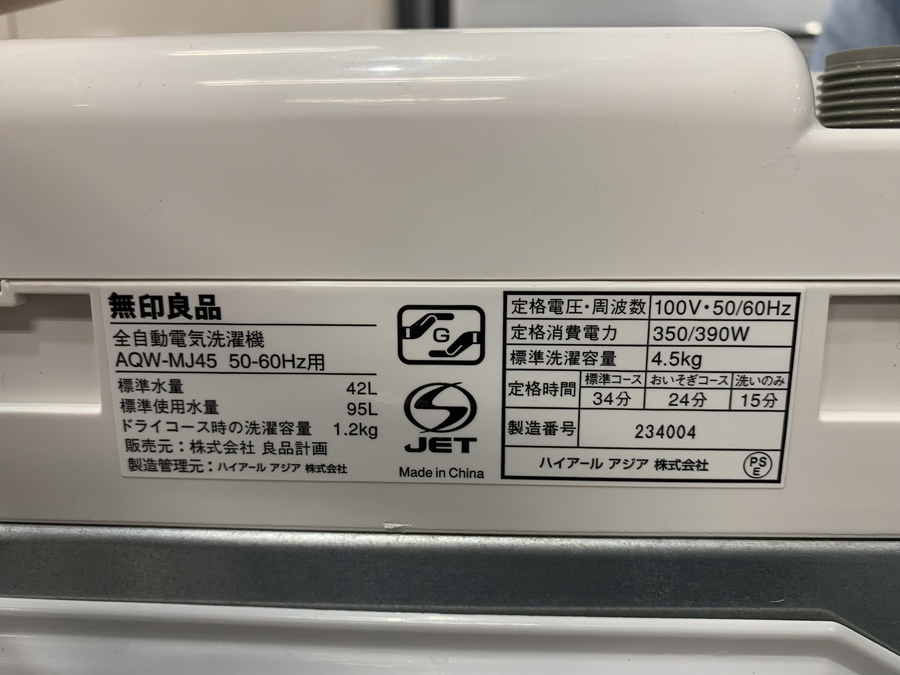 無印良品
全自動電気洗濯機
AQW-MJ45 50-60Hz用
標準水量 42L
標準使用水量 95L
ドライコース時の洗濯容量 1.2kg
販売元：株式会社 良品計画
製造管理元：ハイアール アジア 株式会社
G
S
JET
Made in China
定格電圧・周波数 100V・50/60Hz
定格消費電力 350/390W
標準洗濯容量 4.5kg
定格時間 標準コース おいそぎコース 洗いのみ
34分 24分 15分
製造番号 234004
ハイアール アジア 株式会社
PS
E